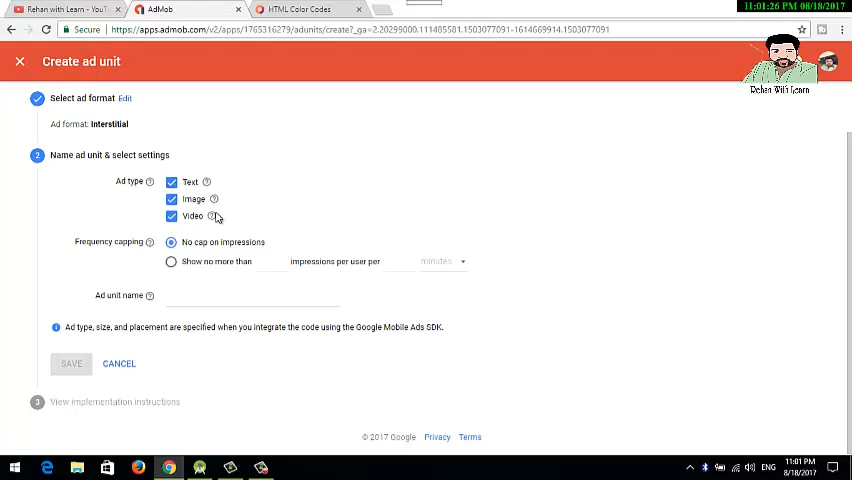 11:01:26 PM 08/18/2017
Rehan with Learn - YouT
AdMob
HTML Color Codes
Secure
https://apps.admob.com/v2/apps/1765316279/adunits/create?_ga=2.20299000.111485581.1503077091-1614669914.1503077091
Create ad unit
Rehan With Learn
Select ad format Edit
Ad format: Interstitial
2 Name ad unit & select settings
Ad type
Text
Image
Video
Frequency capping
No cap on impressions
Show no more than impressions per user per minutes
Ad unit name
Ad type, size, and placement are specified when you integrate the code using the Google Mobile Ads SDK.
SAVE CANCEL
3 View implementation instructions
© 2017 Google Privacy Terms
ENG
11:01 PM
8/18/2017